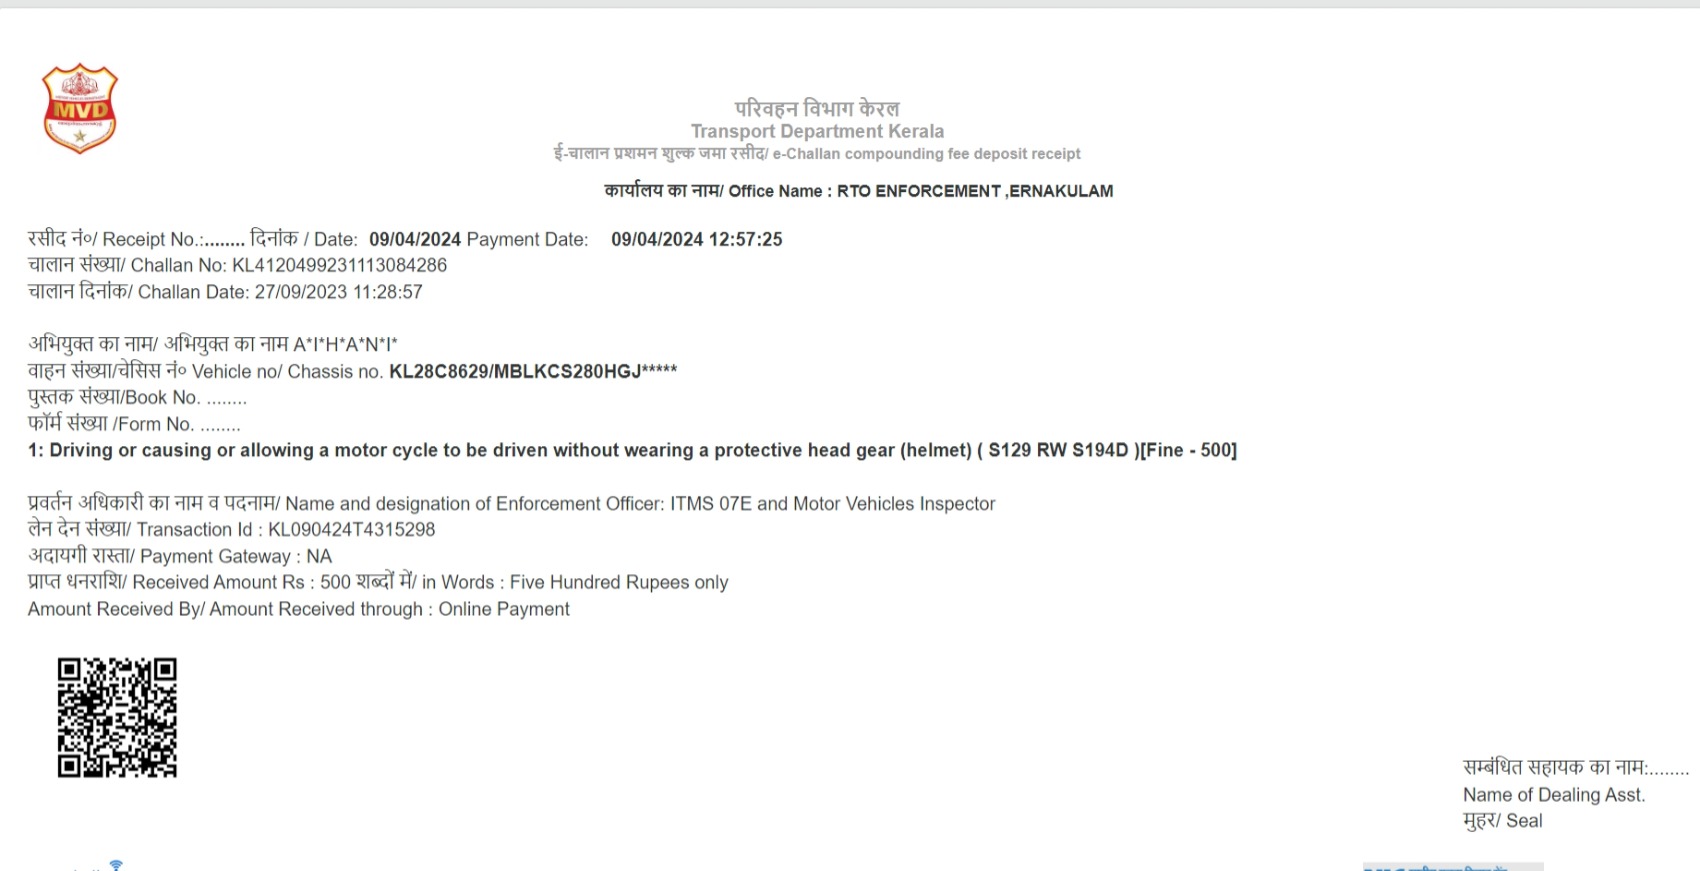 MVD
परिवहन विभाग केरल
Transport Department Kerala
ई-चालान प्रशमन शुल्क जमा रसीद/ e-Challan compounding fee deposit receipt
कार्यालय का नाम/ Office Name : RTO ENFORCEMENT ,ERNAKULAM
रसीद नं०/ Receipt No.:........ दिनांक / Date: 09/04/2024 Payment Date: 09/04/2024 12:57:25
चालान संख्या/ Challan No: KL4120499231113084286
चालान दिनांक/ Challan Date: 27/09/2023 11:28:57
अभियुक्त का नाम/ अभियुक्त का नाम A*I*H*A*N*I*
वाहन संख्या/चेसिस नं० Vehicle no/ Chassis no. KL28C8629/MBLKCS280HGJ*****
पुस्तक संख्या/Book No. ........
फॉर्म संख्या /Form No. ........
1: Driving or causing or allowing a motor cycle to be driven without wearing a protective head gear (helmet) ( S129 RW S194D )[Fine - 500]
प्रवर्तन अधिकारी का नाम व पदनाम/ Name and designation of Enforcement Officer: ITMS 07E and Motor Vehicles Inspector
लेन देन संख्या/ Transaction Id : KL090424T4315298
अदायगी रास्ता/ Payment Gateway : NA
प्राप्त धनराशि/ Received Amount Rs : 500 शब्दों में/ in Words : Five Hundred Rupees only
Amount Received By/ Amount Received through : Online Payment
सम्बंधित सहायक का नाम:........
Name of Dealing Asst.
मुहर/ Seal